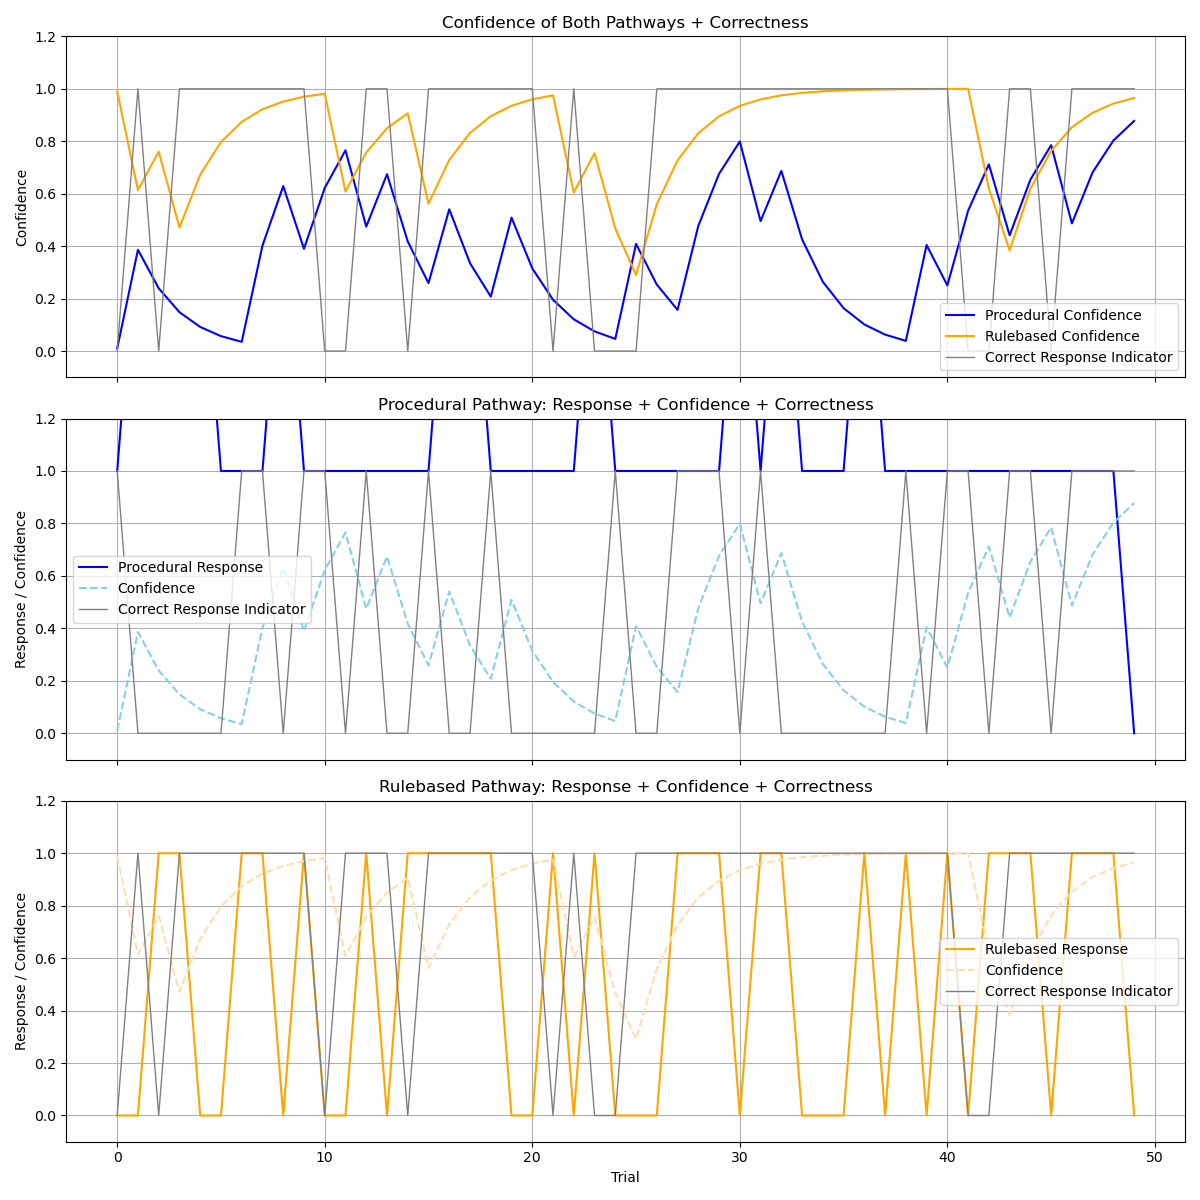 Confidence of Both Pathways + Correctness
1.2
1.0
0.8
0.6
0.4
0.2
0.0
Confidence
Procedural Confidence
Rulebased Confidence
Correct Response Indicator
Procedural Pathway: Response + Confidence + Correctness
1.2
1.0
0.8
0.6
0.4
0.2
0.0
Response / Confidence
Procedural Response
Confidence
Correct Response Indicator
Rulebased Pathway: Response + Confidence + Correctness
1.2
1.0
0.8
0.6
0.4
0.2
0.0
Response / Confidence
Rulebased Response
Confidence
Correct Response Indicator
0 10 20 30 40 50
Trial